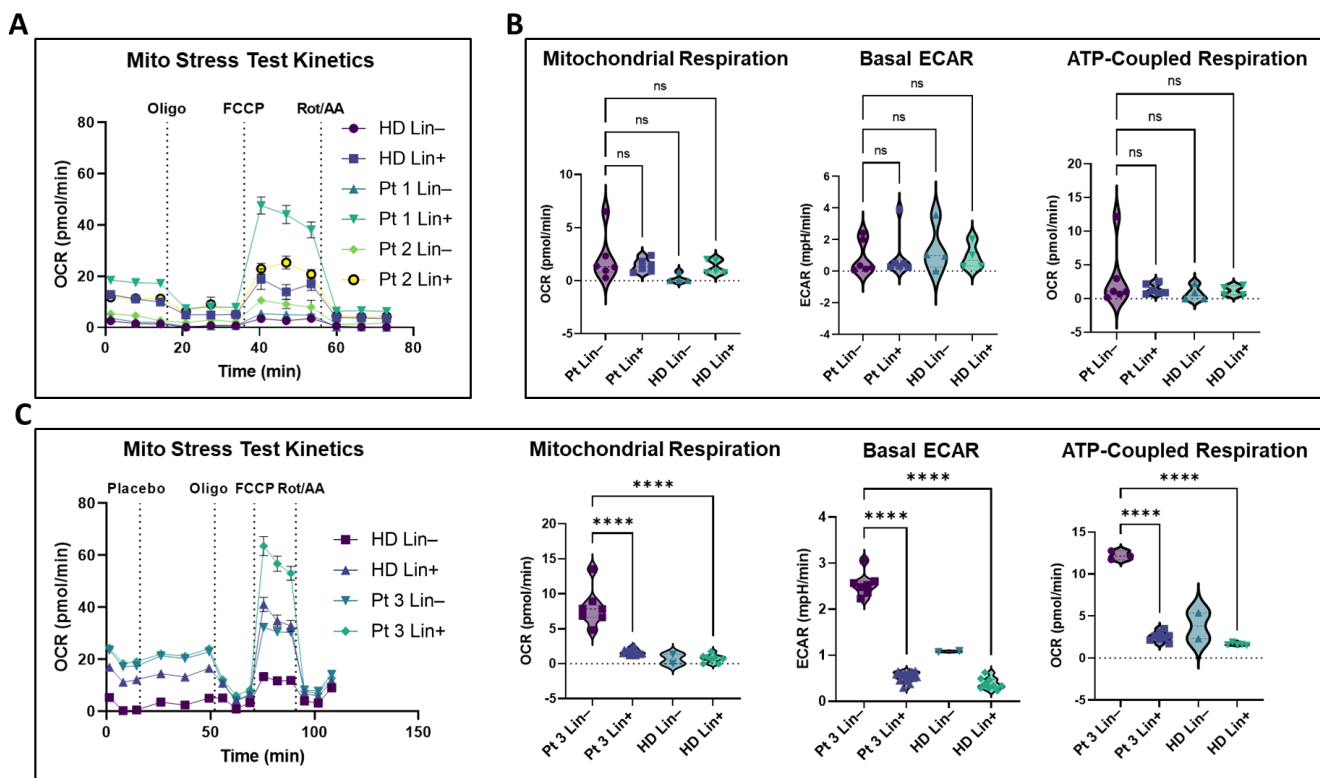 A
Mito Stress Test Kinetics
Oligo FCCP Rot/AA
80
60
40
20
0
OCR (pmol/min)
0 20 40 60 80
Time (min)
HD Lin–
HD Lin+
Pt 1 Lin–
Pt 1 Lin+
Pt 2 Lin–
Pt 2 Lin+
B
Mitochondrial Respiration
ns
ns
ns
10
5
0
-5
OCR (pmol/min)
Pt Lin– Pt Lin+ HD Lin– HD Lin+
Basal ECAR
ns
ns
ns
6
4
2
0
-2
-4
ECAR (mpH/min)
Pt Lin– Pt Lin+ HD Lin– HD Lin+
ATP-Coupled Respiration
ns
ns
ns
20
15
10
5
0
-5
OCR (pmol/min)
Pt Lin– Pt Lin+ HD Lin– HD Lin+
C
Mito Stress Test Kinetics
Placebo Oligo FCCP Rot/AA
80
60
40
20
0
OCR (pmol/min)
0 50 100 150
Time (min)
HD Lin–
HD Lin+
Pt 3 Lin–
Pt 3 Lin+
Mitochondrial Respiration
****
****
20
15
10
5
0
-5
OCR (pmol/min)
Pt 3 Lin– Pt 3 Lin+ HD Lin– HD Lin+
Basal ECAR
****
****
4
3
2
1
0
ECAR (mpH/min)
Pt 3 Lin– Pt 3 Lin+ HD Lin– HD Lin+
ATP-Coupled Respiration
****
****
15
10
5
0
-5
OCR (pmol/min)
Pt 3 Lin– Pt 3 Lin+ HD Lin– HD Lin+